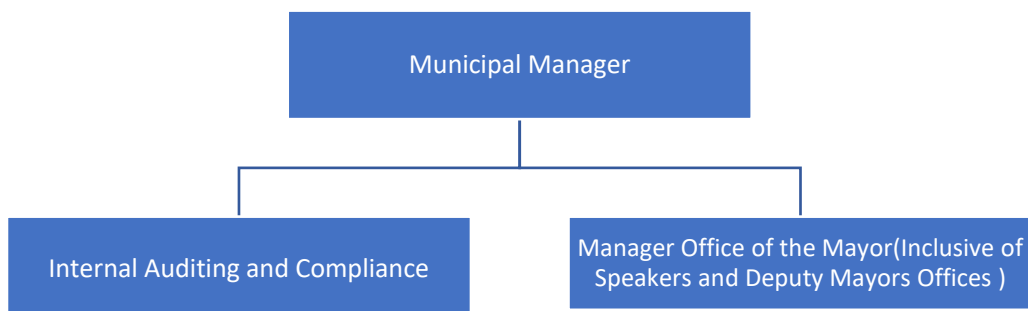 Municipal Manager
Internal Auditing and Compliance
Manager Office of the Mayor(Inclusive of
Speakers and Deputy Mayors Offices )